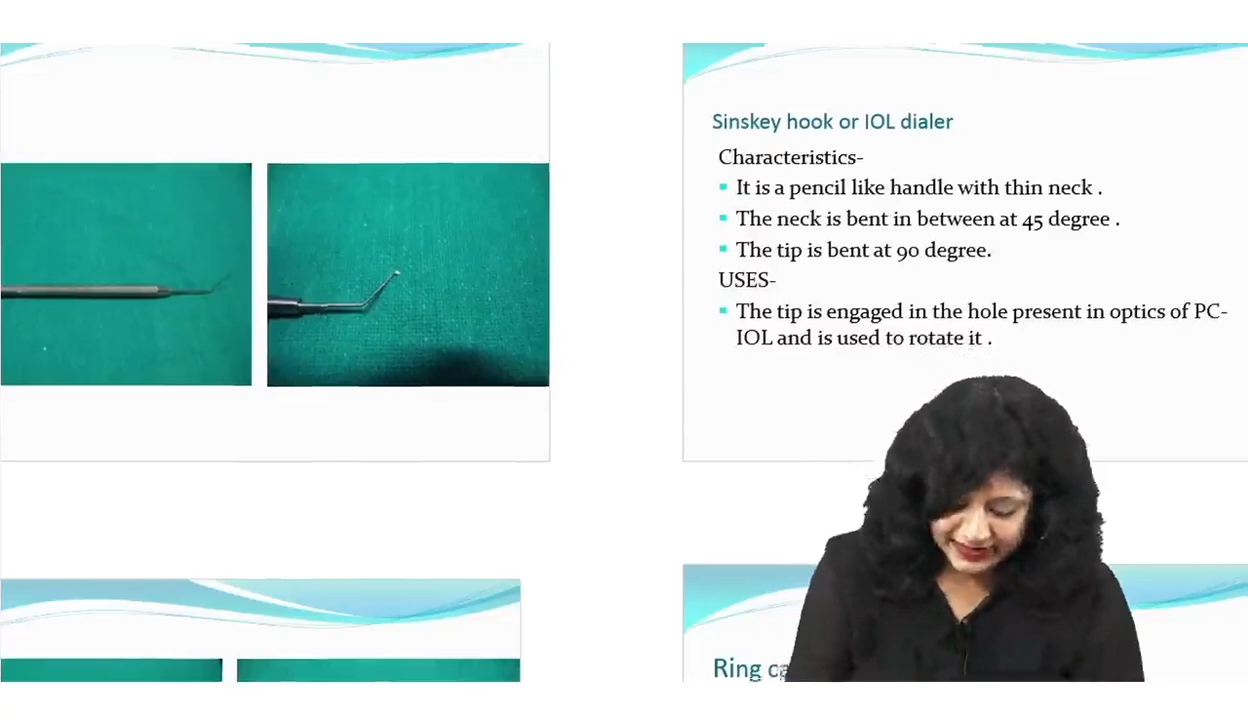 Sinskey hook or IOL dialer
Characteristics-
It is a pencil like handle with thin neck .
The neck is bent in between at 45 degree .
The tip is bent at 90 degree.
USES-
The tip is engaged in the hole present in optics of PC-
IOL and is used to rotate it .
Ring